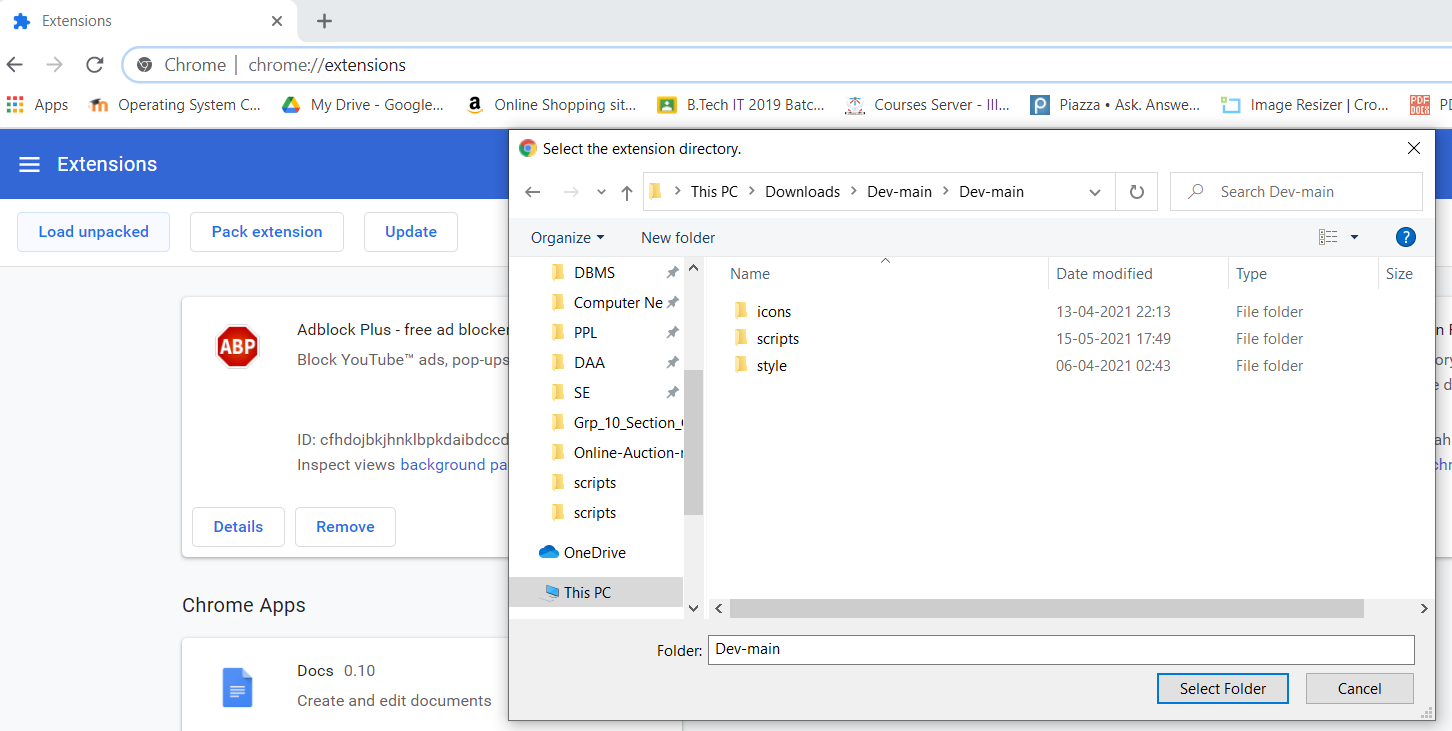 Extensions
Chrome | chrome://extensions
Apps Operating System C... My Drive - Google... Online Shopping sit... B.Tech IT 2019 Batc... Courses Server - III... Piazza • Ask. Answe... Image Resizer | Cro... PDF DOCX
Extensions
Load unpacked Pack extension Update
ABP
Adblock Plus - free ad blocker
Block YouTube™ ads, pop-ups
ID: cfhdojbkjhnklbpkdaibdccd
Inspect views background pa
Details Remove
Chrome Apps
Docs 0.10
Create and edit documents
Select the extension directory.
This PC > Downloads > Dev-main > Dev-main
Search Dev-main
Organize New folder
?
DBMS
Computer Ne
PPL
DAA
SE
Grp_10_Section_
Online-Auction-
scripts
scripts
OneDrive
This PC
Name Date modified Type Size
icons 13-04-2021 22:13 File folder
scripts 15-05-2021 17:49 File folder
style 06-04-2021 02:43 File folder
Folder: Dev-main
Select Folder Cancel